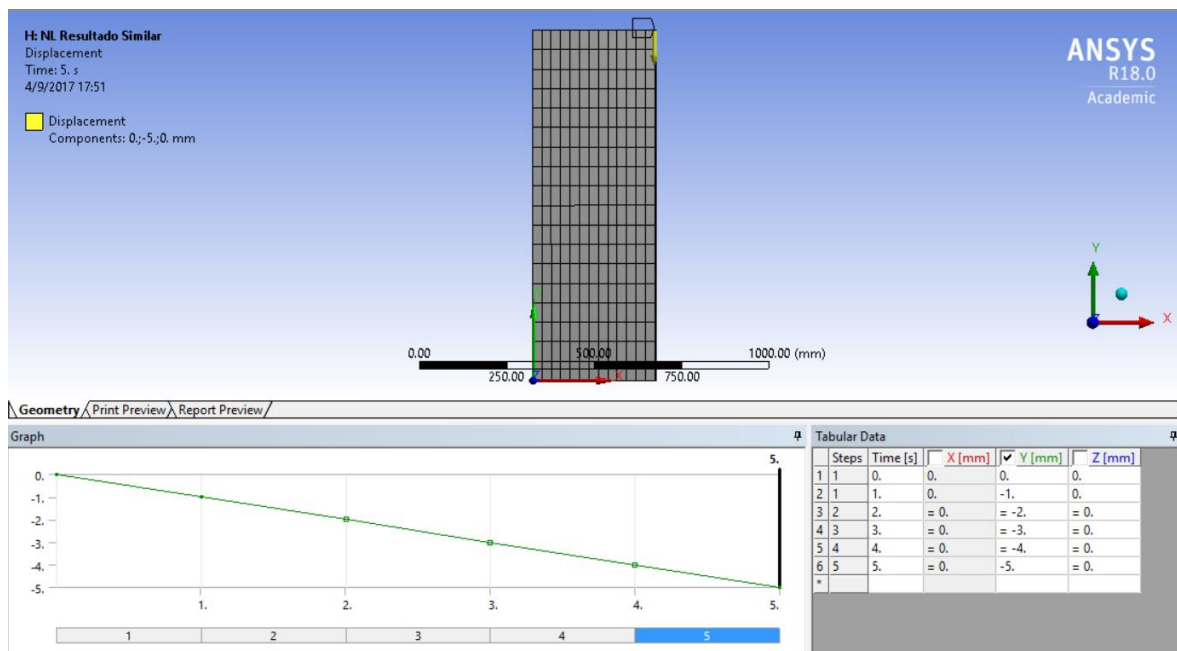 H: NL Resultado Similar
Displacement
Time: 5. s
4/9/2017 17:51
Displacement
Components: 0.;-5.;0. mm
ANSYS
R18.0
Academic
Y
X
Z
Y
X
Z
0.00 500.00 1000.00 (mm)
250.00 750.00
Geometry Print Preview Report Preview
Graph
5.
0.
-1.
-2.
-3.
-4.
-5.
1. 2. 3. 4. 5.
1 2 3 4 5
Tabular Data
Steps Time [s] X [mm] Y [mm] Z [mm]
1 1 0. 0. 0. 0.
2 1 1. 0. -1. 0.
3 2 2. = 0. = -2. = 0.
4 3 3. = 0. = -3. = 0.
5 4 4. = 0. = -4. = 0.
6 5 5. = 0. -5. = 0.
*